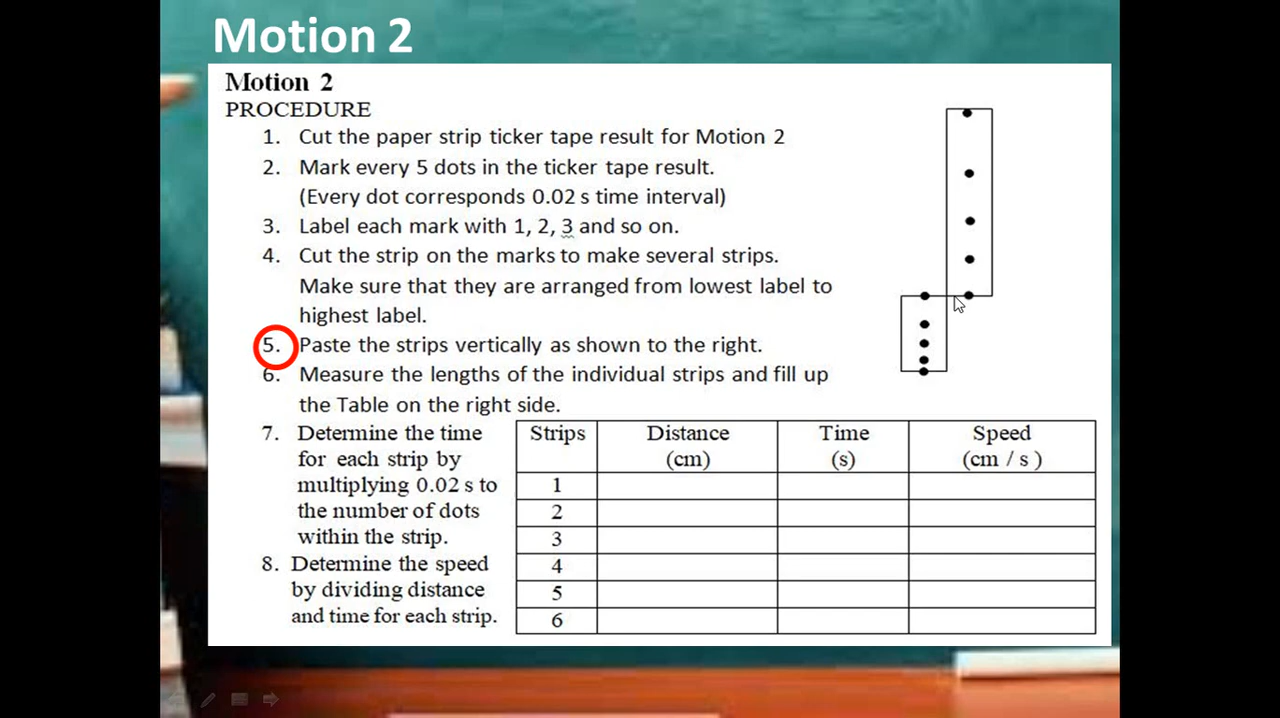 Motion 2
Motion 2
PROCEDURE
1. Cut the paper strip ticker tape result for Motion 2
2. Mark every 5 dots in the ticker tape result.
(Every dot corresponds 0.02 s time interval)
3. Label each mark with 1, 2, 3 and so on.
4. Cut the strip on the marks to make several strips.
Make sure that they are arranged from lowest label to
highest label.
5. Paste the strips vertically as shown to the right.
6. Measure the lengths of the individual strips and fill up
the Table on the right side.
7. Determine the time
for each strip by
multiplying 0.02 s to
the number of dots
within the strip.
8. Determine the speed
by dividing distance
and time for each strip.
Strips Distance Time Speed
(cm) (s) (cm / s )
1
2
3
4
5
6